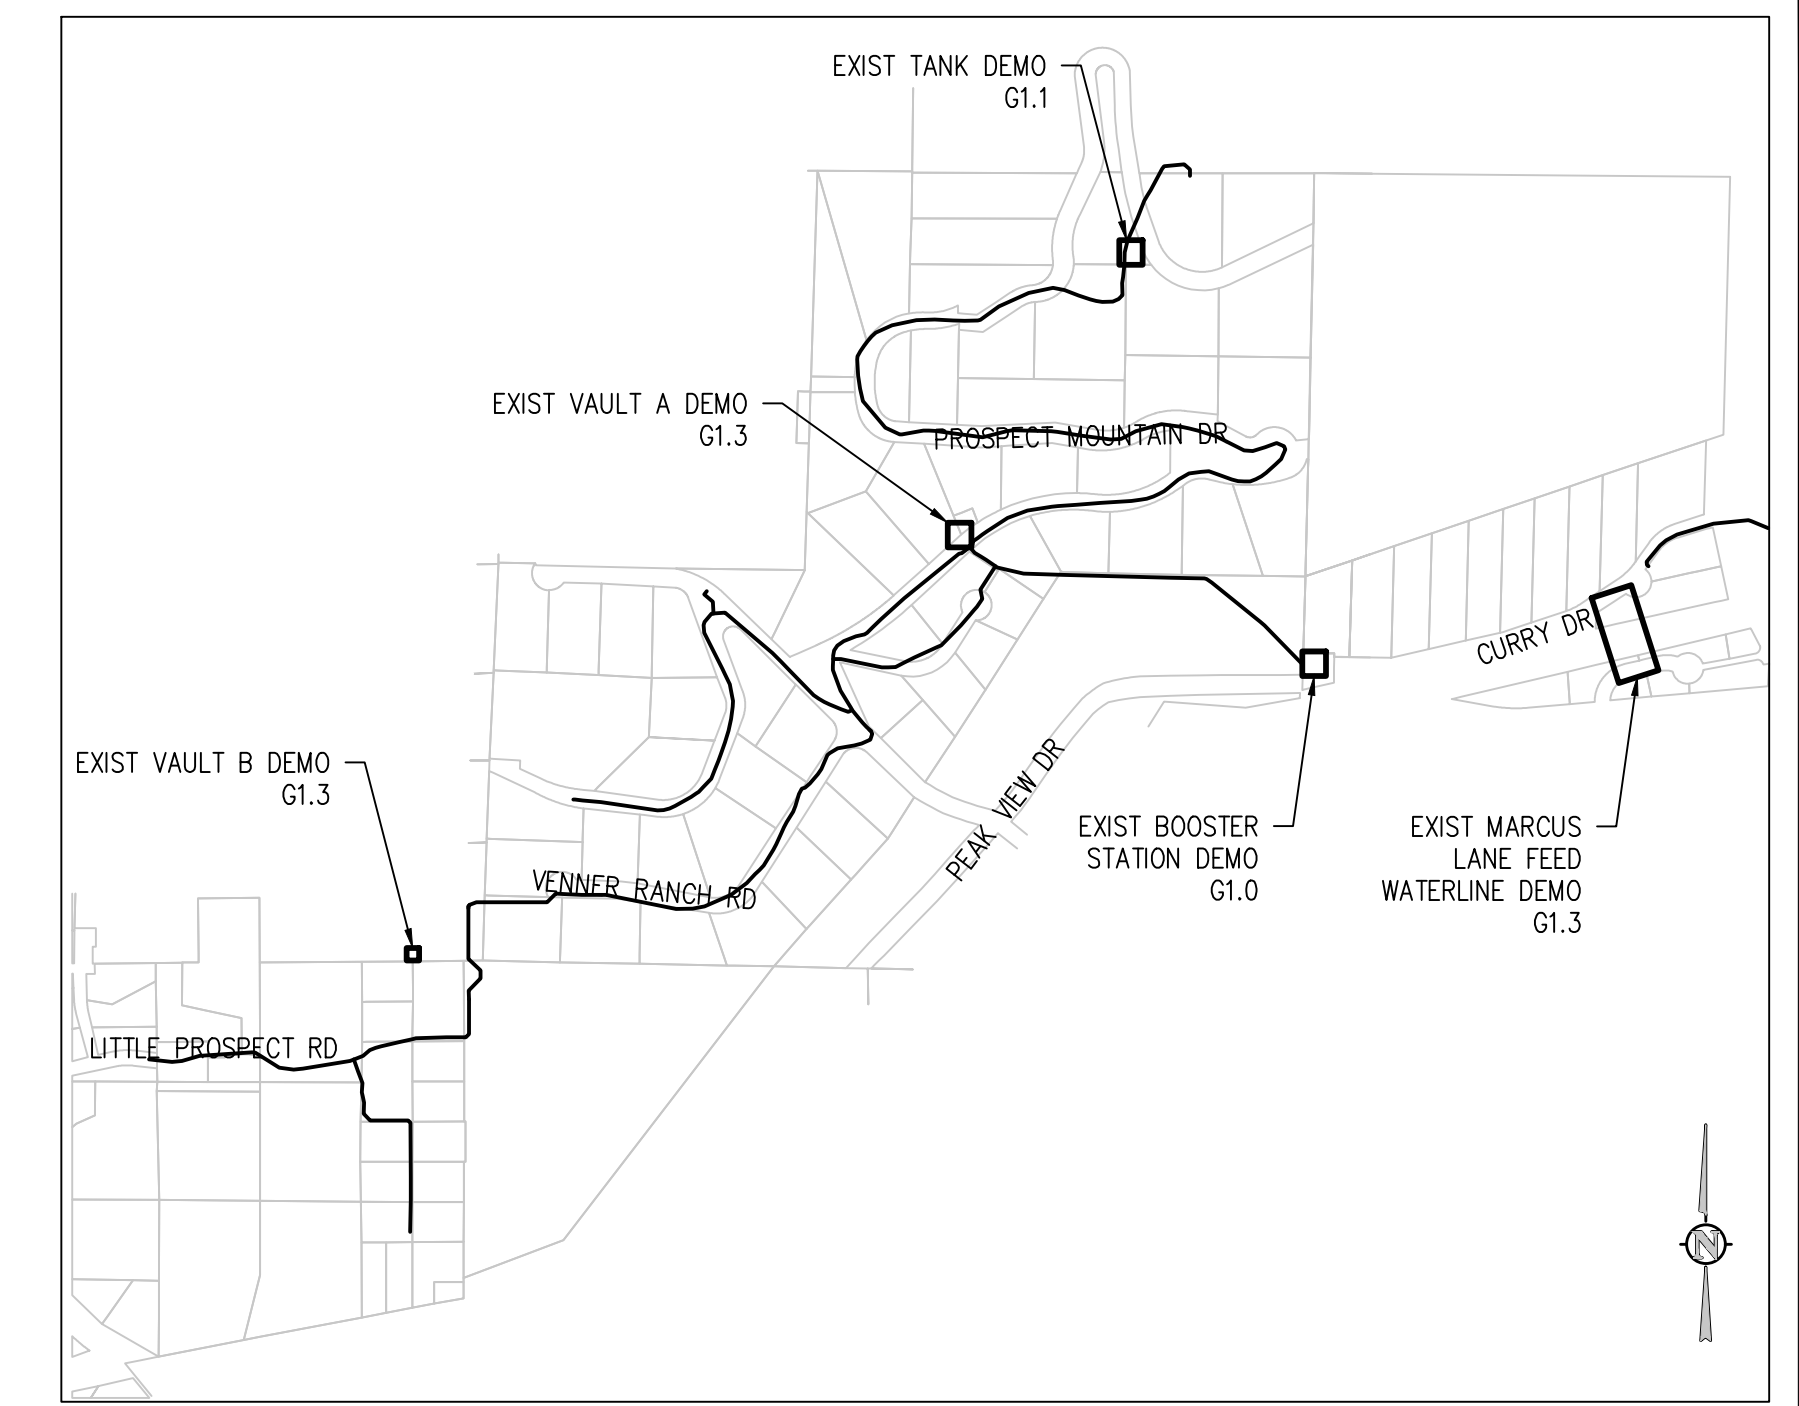 EXIST TANK DEMO
G1.1
EXIST VAULT A DEMO
G1.3
PROSPECT MOUNTAIN DR
CURRY DR
EXIST VAULT B DEMO
G1.3
PEAK VIEW DR
EXIST BOOSTER
STATION DEMO
G1.0
EXIST MARCUS
LANE FEED
WATERLINE DEMO
G1.3
VENNER RANCH RD
LITTLE PROSPECT RD
N